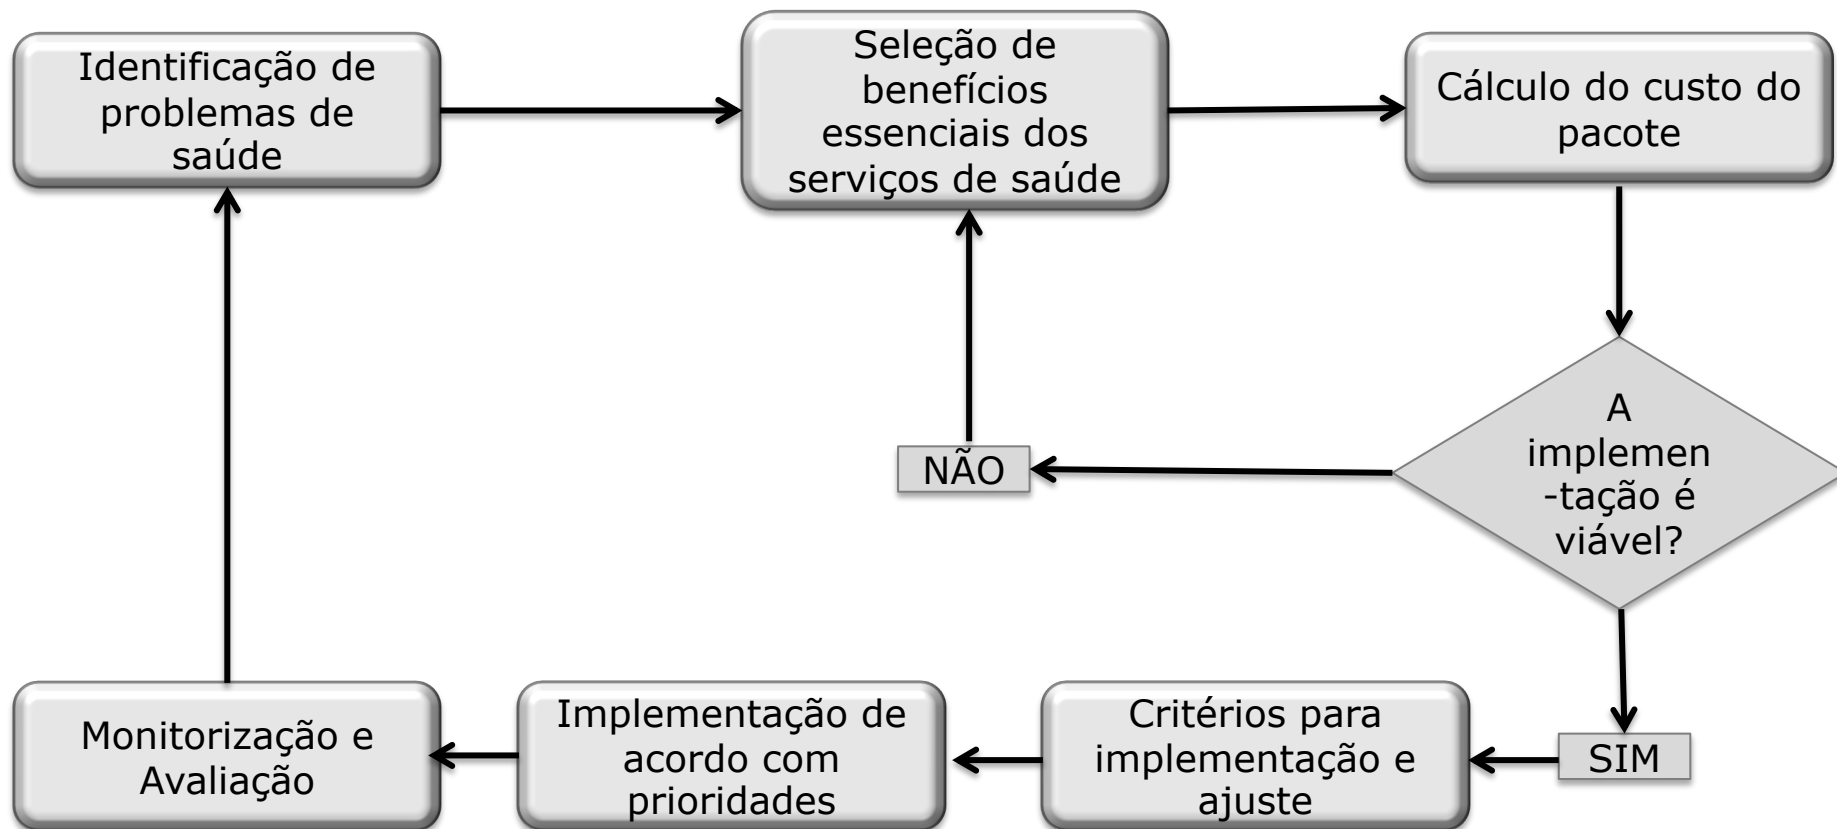 Identificação de
problemas de
saúde
Seleção de
benefícios
essenciais dos
serviços de saúde
Cálculo do custo do
pacote
A
implemen
-tação é
viável?
NÃO
SIM
Critérios para
implementação e
ajuste
Implementação de
acordo com
prioridades
Monitorização e
Avaliação